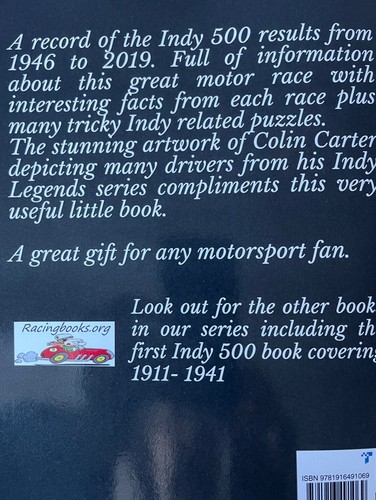 A record of the Indy 500 results from
1946 to 2019. Full of information
about this great motor race with
interesting facts from each race plus
many tricky Indy related puzzles.
The stunning artwork of Colin Carter
depicting many drivers from his Indy
Legends series compliments this very
useful little book.
A great gift for any motorsport fan.
Look out for the other book
in our series including th
first Indy 500 book coverin
1911- 1941
Racingbooks.org
ISBN 9781916491069